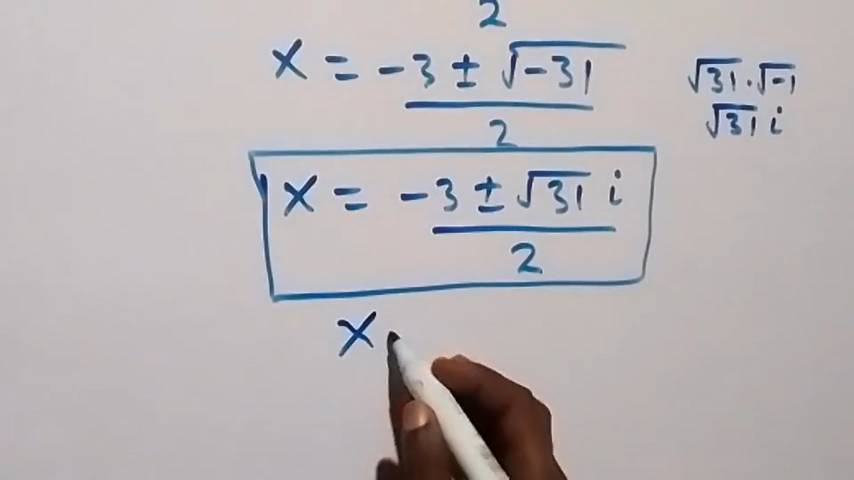 2
x = -3 ± √-31
2
√31 · √-1
√31 i
x = -3 ± √31 i
2
x